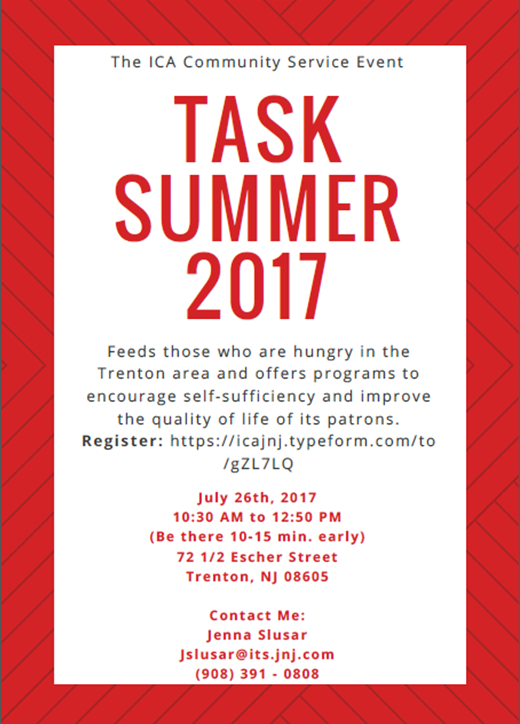 The ICA Community Service Event
TASK
SUMMER
2017
Feeds those who are hungry in the
Trenton area and offers programs to
encourage self-sufficiency and improve
the quality of life of its patrons.
Register: https://icajnj.typeform.com/to
/gZL7LQ
July 26th, 2017
10:30 AM to 12:50 PM
(Be there 10-15 min. early)
72 1/2 Escher Street
Trenton, NJ 08605
Contact Me:
Jenna Slusar
Jslusar@its.jnj.com
(908) 391 - 0808